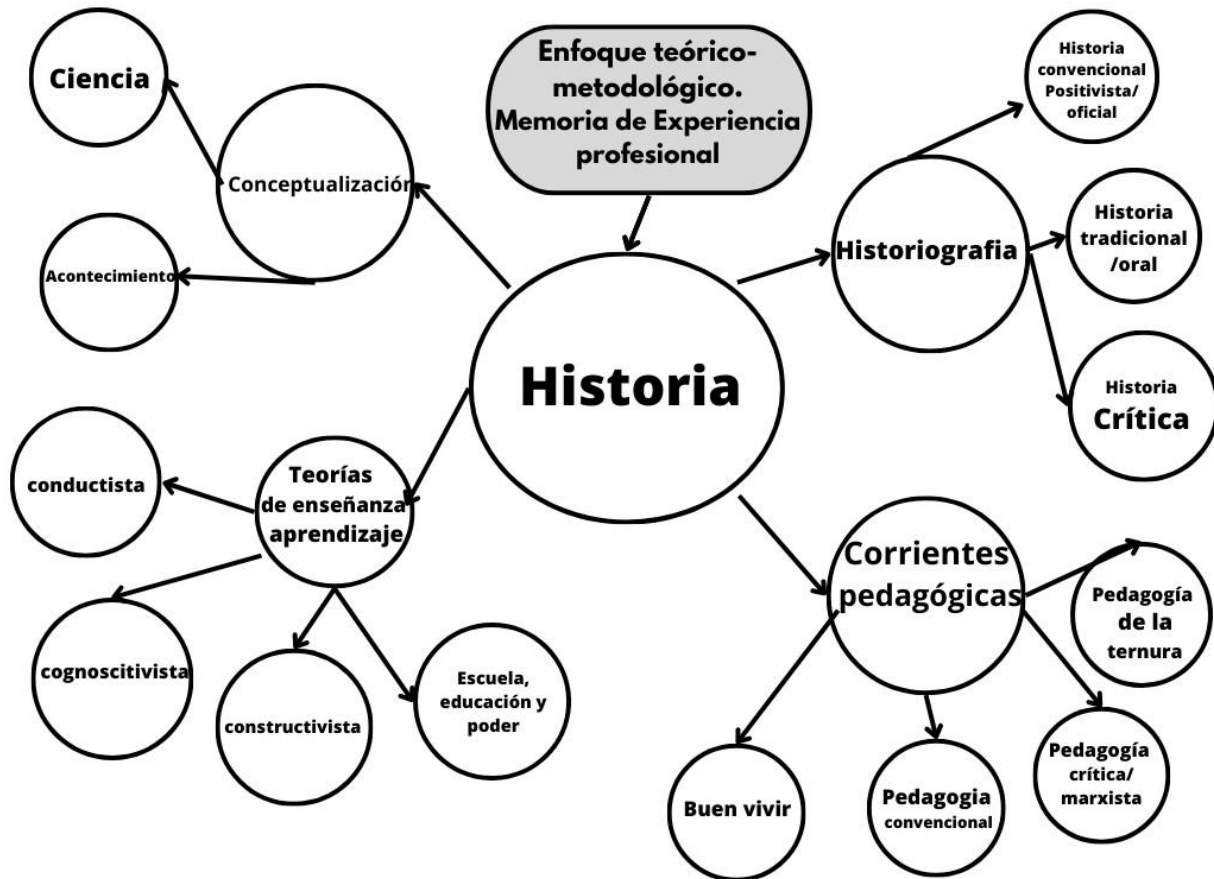 Enfoque teórico-
metodológico.
Memoria de Experiencia
profesional
Historia
Conceptualización
Ciencia
Acontecimiento
Historiografia
Historia
convencional
Positivista/
oficial
Historia
tradicional
/oral
Historia
Crítica
Teorías
de enseñanza
aprendizaje
conductista
cognoscitivista
constructivista
Escuela,
educación y
poder
Corrientes
pedagógicas
Pedagogía
de la
ternura
Pedagogía
crítica/
marxista
Pedagogia
convencional
Buen vivir